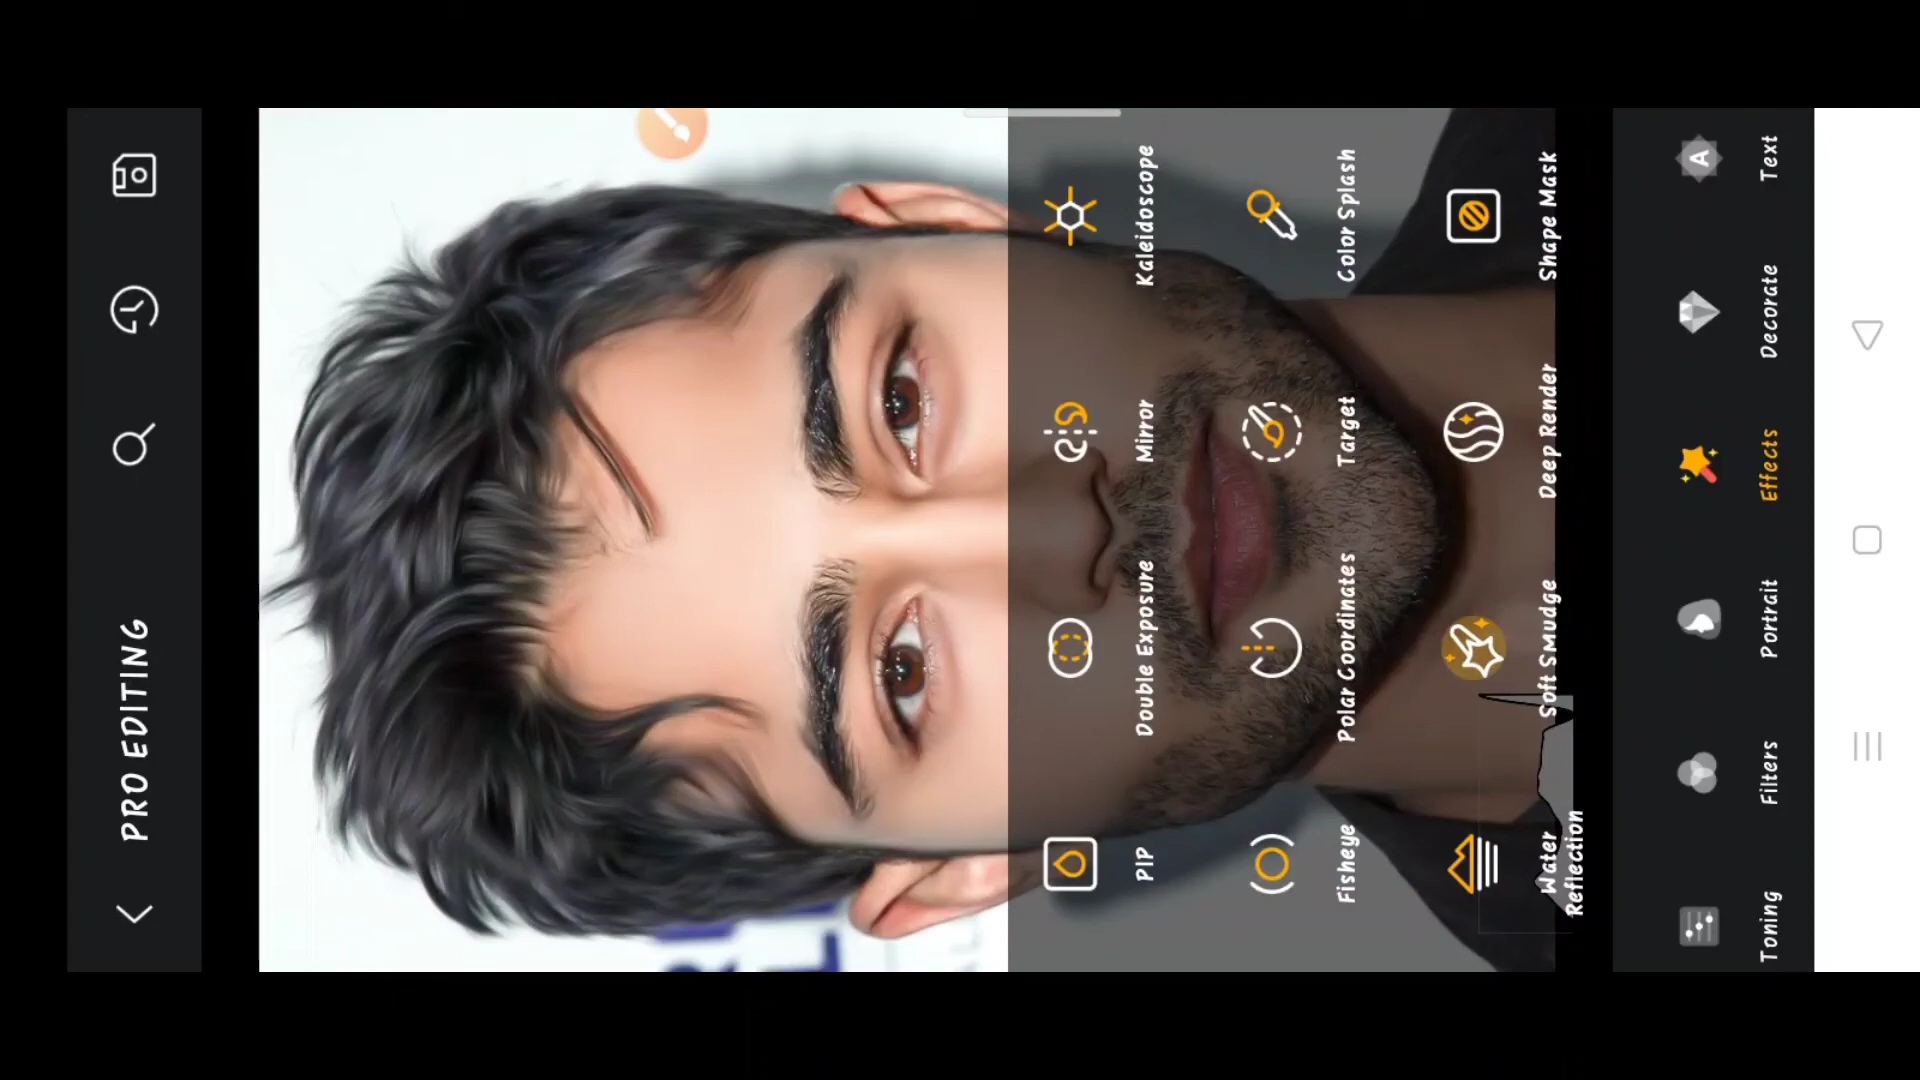 PRO EDITING
PIP
Double Exposure
Mirror
Kaleidoscope
Fisheye
Polar Coordinates
Target
Color Splash
Water
Reflection
Soft Smudge
Deep Render
Shape Mask
Toning
Filters
Portrait
Effects
Decorate
Text